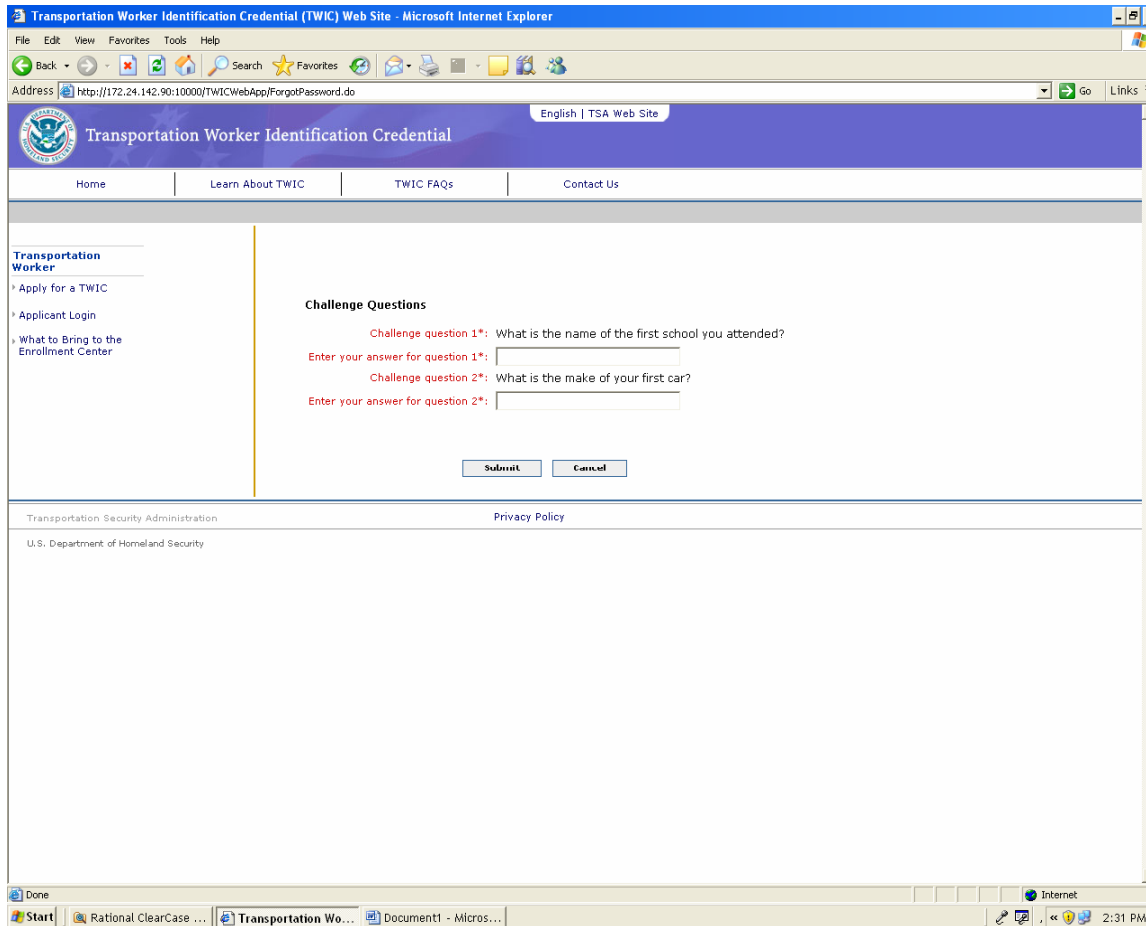 Transportation Worker Identification Credential (TWIC) Web Site - Microsoft Internet Explorer
File Edit View Favorites Tools Help
Back Search Favorites
Address http://172.24.142.90:10000/TWICWebApp/ForgotPassword.do Go Links
English | TSA Web Site
Transportation Worker Identification Credential
Home Learn About TWIC TWIC FAQs Contact Us
Transportation
Worker
Apply for a TWIC
Applicant Login
What to Bring to the
Enrollment Center
Challenge Questions
Challenge question 1*: What is the name of the first school you attended?
Enter your answer for question 1*:
Challenge question 2*: What is the make of your first car?
Enter your answer for question 2*:
Submit Cancel
Transportation Security Administration Privacy Policy
U.S. Department of Homeland Security
Done Internet
Start Rational ClearCase ... Transportation Wo... Document1 - Micros... 2:31 PM